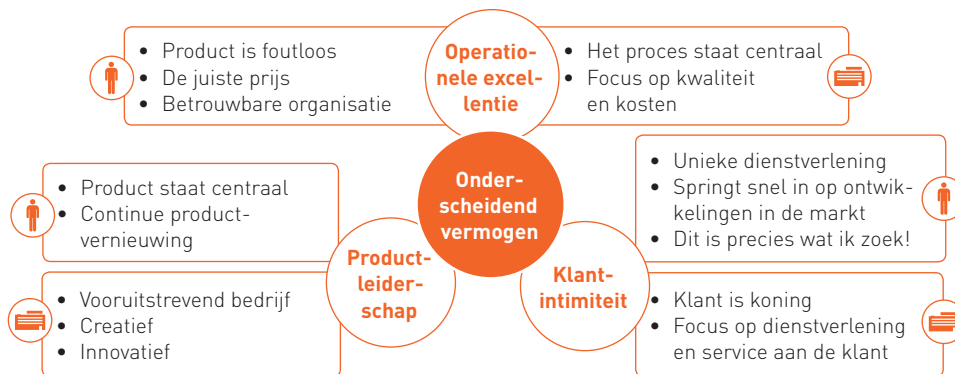 • Product is foutloos
• De juiste prijs
• Betrouwbare organisatie
Operatio-
nele excel-
lentie
• Het proces staat centraal
• Focus op kwaliteit
en kosten
• Product staat centraal
• Continue product-
vernieuwing
Onder-
scheidend
vermogen
• Unieke dienstverlening
• Springt snel in op ontwik-
kelingen in de markt
• Dit is precies wat ik zoek!
Product-
leider-
schap
Klant-
intimiteit
• Vooruitstrevend bedrijf
• Creatief
• Innovatief
• Klant is koning
• Focus op dienstverlening
en service aan de klant